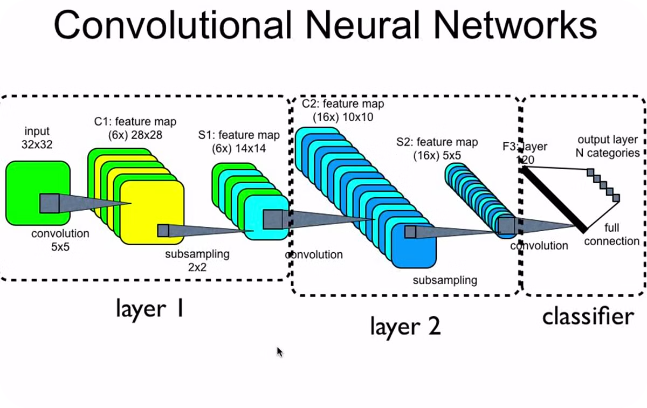 Convolutional Neural Networks
input
32x32
C1: feature map
(6x) 28x28
S1: feature map
(6x) 14x14
C2: feature map
(16x) 10x10
S2: feature map
(16x) 5x5
F3: layer
120
output layer
N categories
convolution
5x5
subsampling
2x2
convolution
subsampling
convolution
full
connection
layer 1
layer 2
classifier